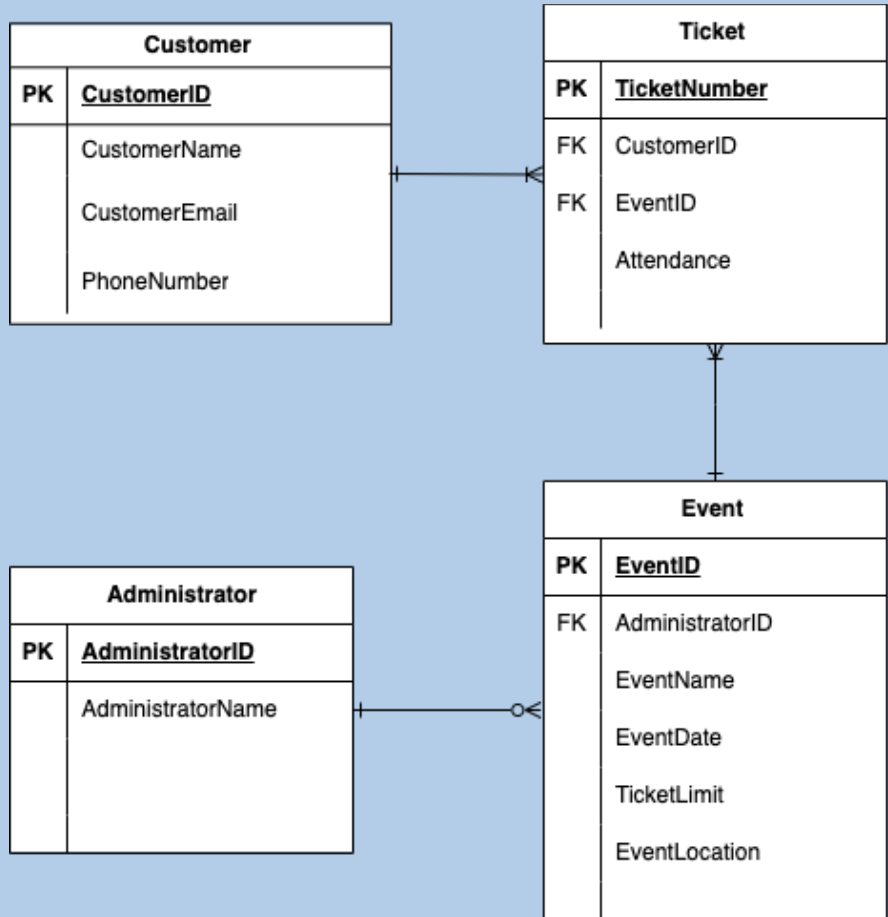 Customer
PK CustomerID
CustomerName
CustomerEmail
PhoneNumber
Ticket
PK TicketNumber
FK CustomerID
FK EventID
Attendance
Administrator
PK AdministratorID
AdministratorName
Event
PK EventID
FK AdministratorID
EventName
EventDate
TicketLimit
EventLocation